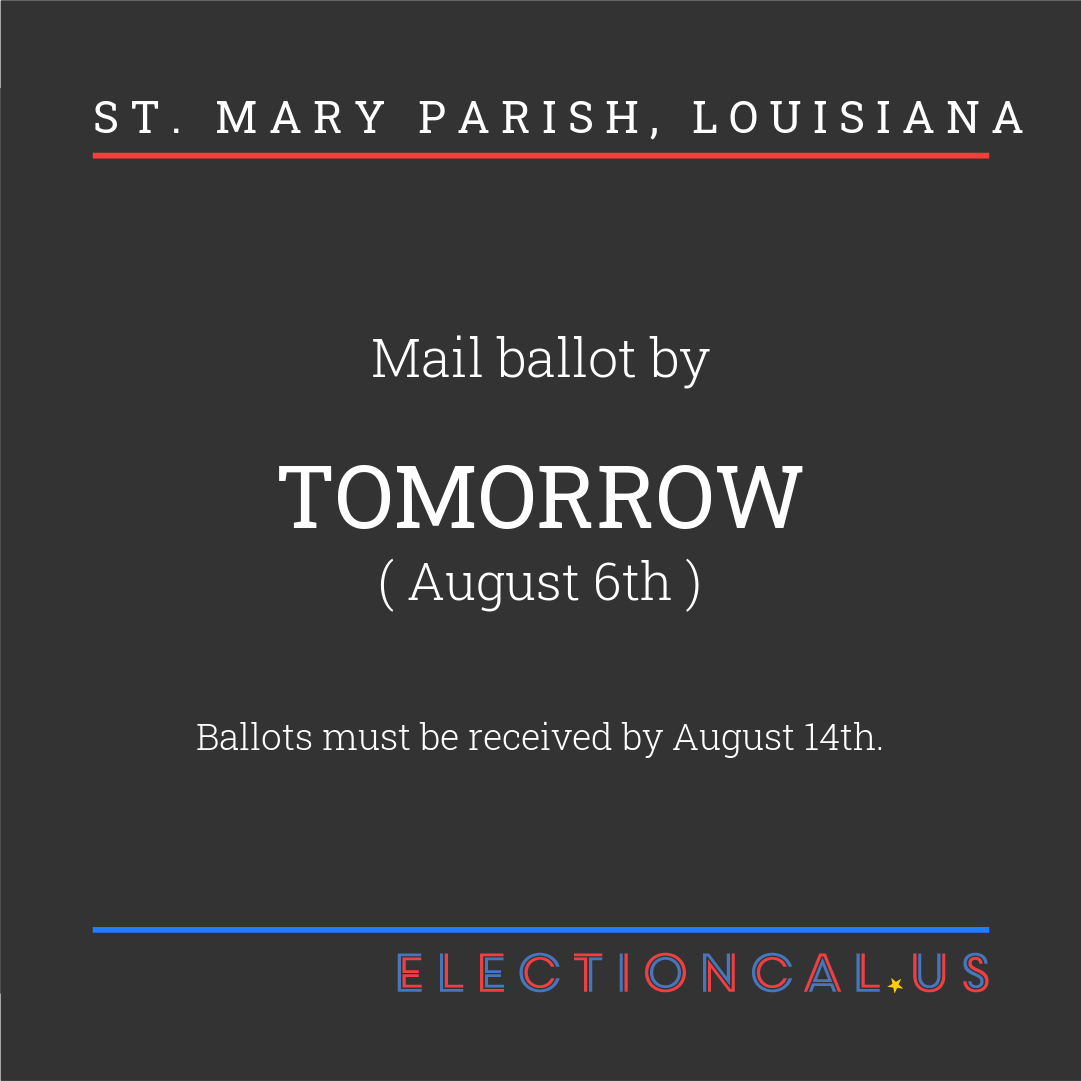 ST. MARY PARISH, LOUISIANA
Mail ballot by
TOMORROW
( August 6th )
Ballots must be received by August 14th.
ELECTIONCAL.US